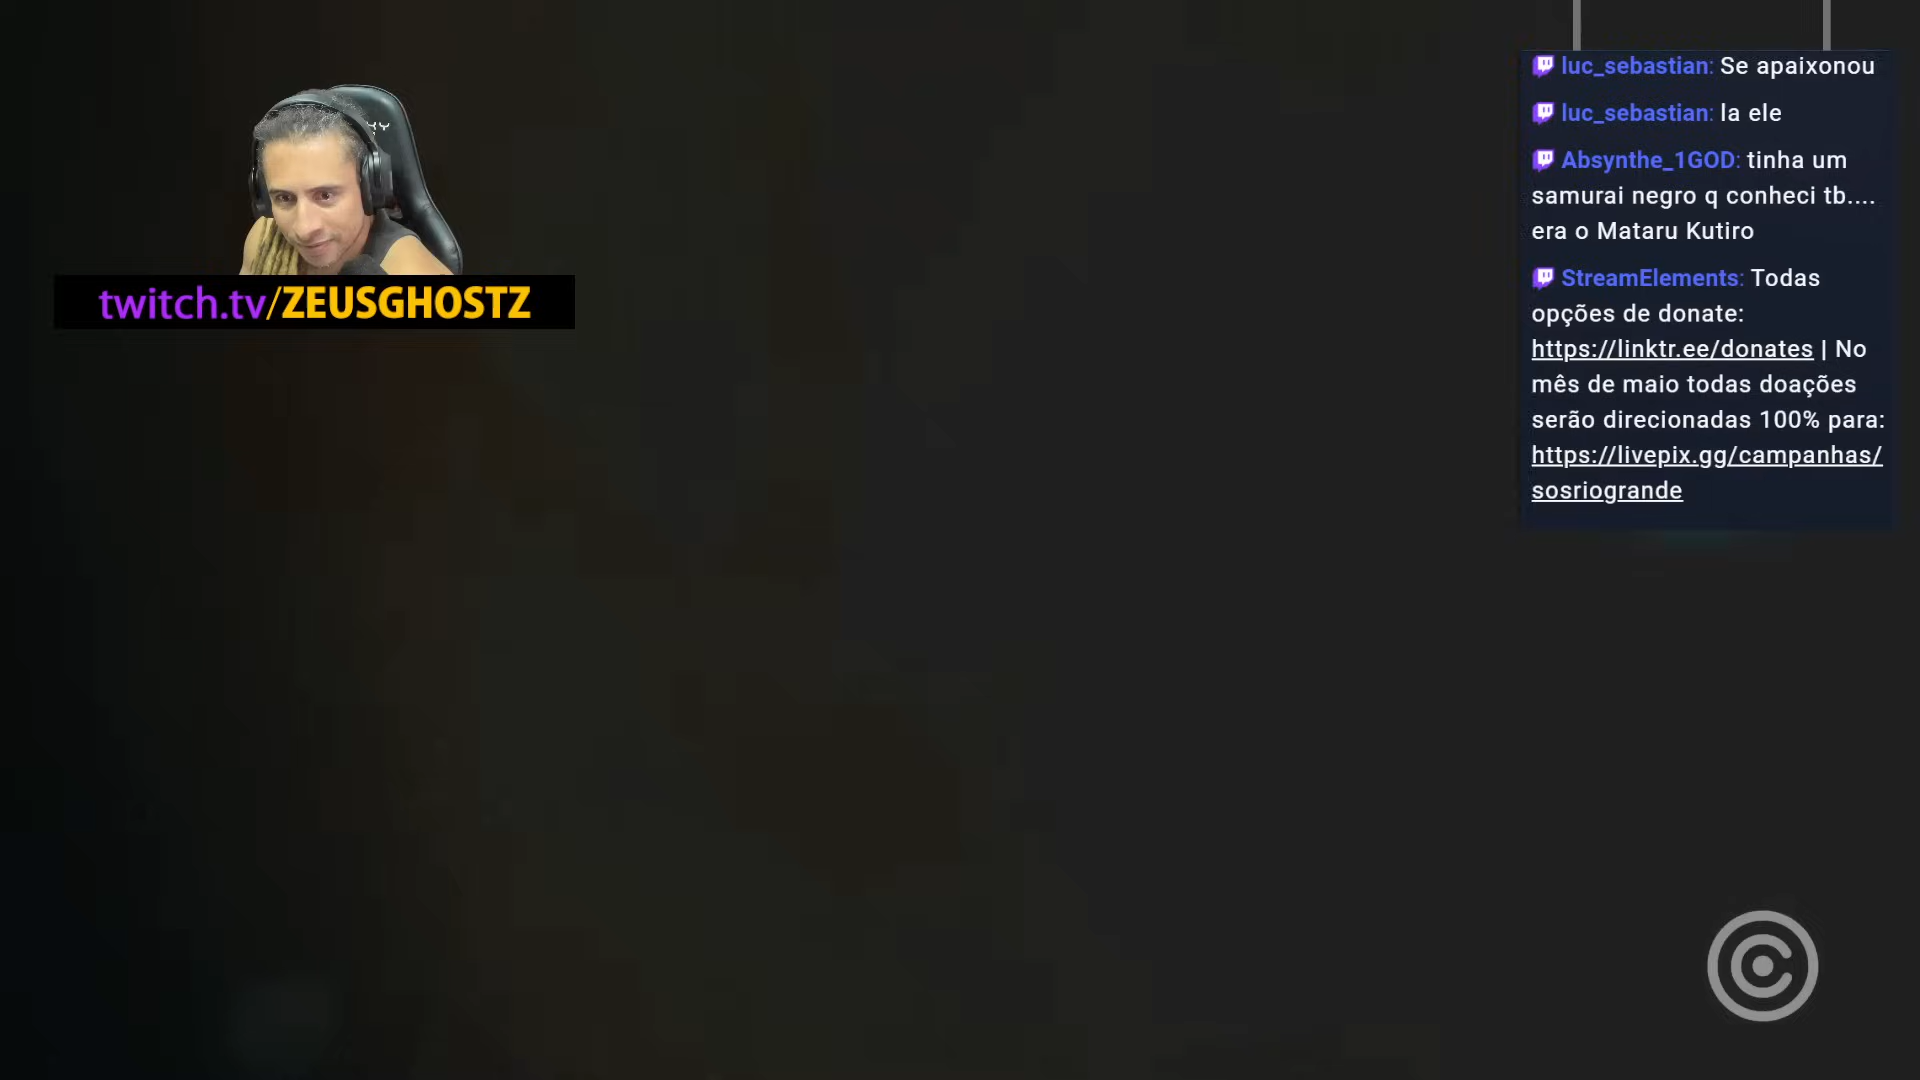 twitch.tv/ZEUSGHOSTZ
luc_sebastian: Se apaixonou
luc_sebastian: la ele
Absynthe_1GOD: tinha um
samurai negro q conheci tb....
era o Mataru Kutiro
StreamElements: Todas
opções de donate:
https://linktr.ee/donates | No
mês de maio todas doações
serão direcionadas 100% para:
https://livepix.gg/campanhas/
sosriogrande